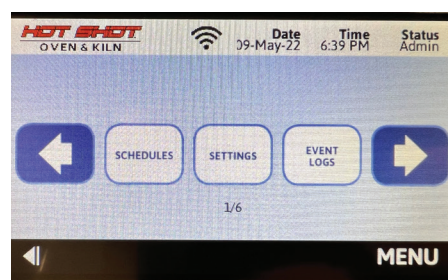 HOT SHOT
OVEN & KILN
Date
09-May-22
Time
6:39 PM
Status
Admin
SCHEDULES
SETTINGS
EVENT
LOGS
1/6
MENU